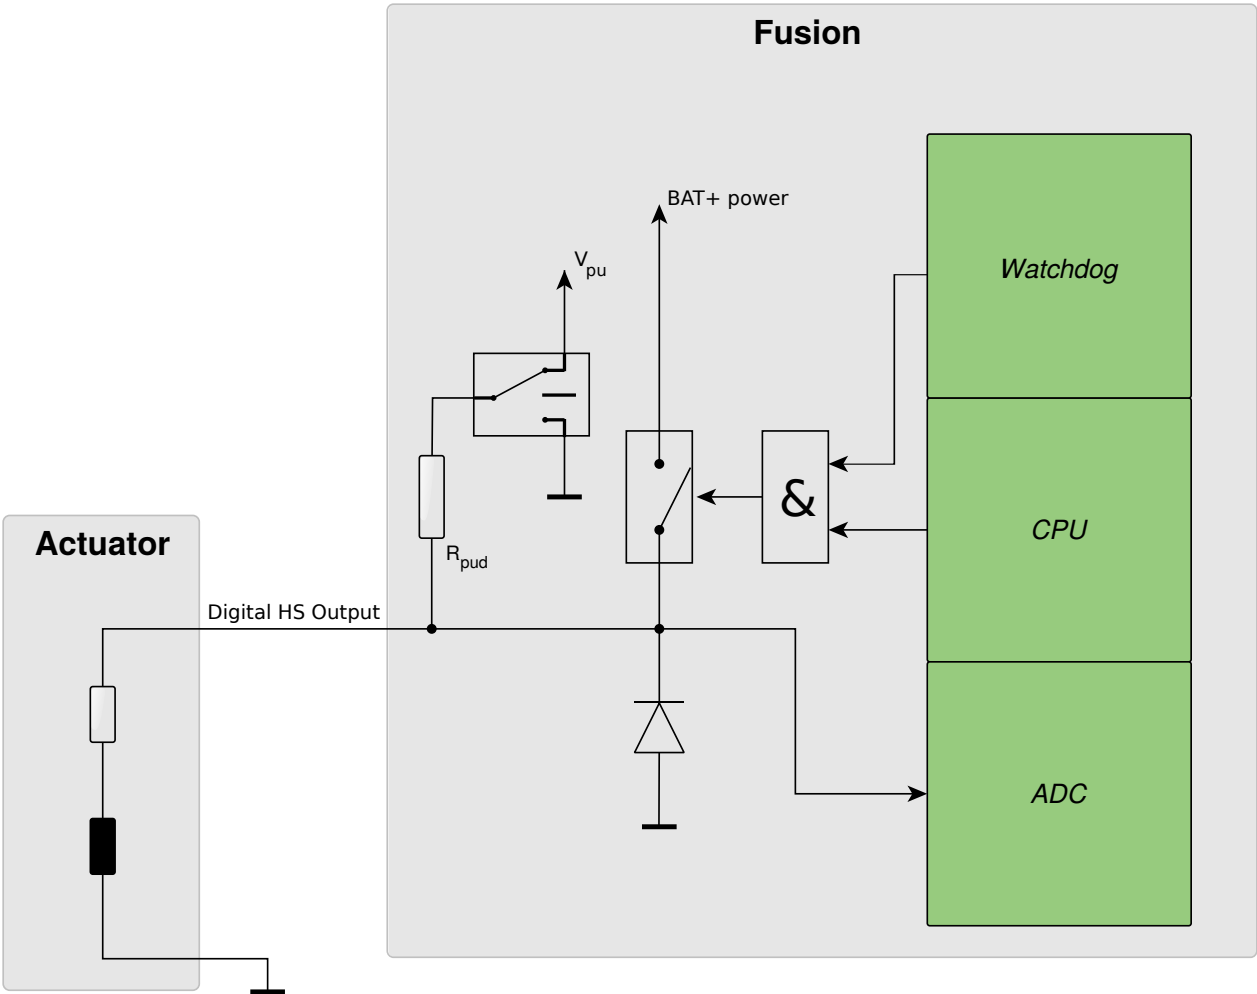 Fusion
BAT+ power
Vpu
Watchdog
&
CPU
Actuator
Rpud
Digital HS Output
ADC